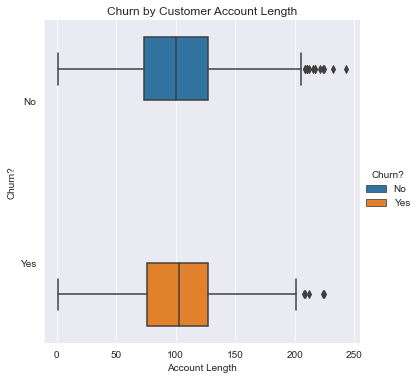 Churn by Customer Account Length
No
Churn?
Yes
Churn?
No
Yes
0 50 100 150 200 250
Account Length